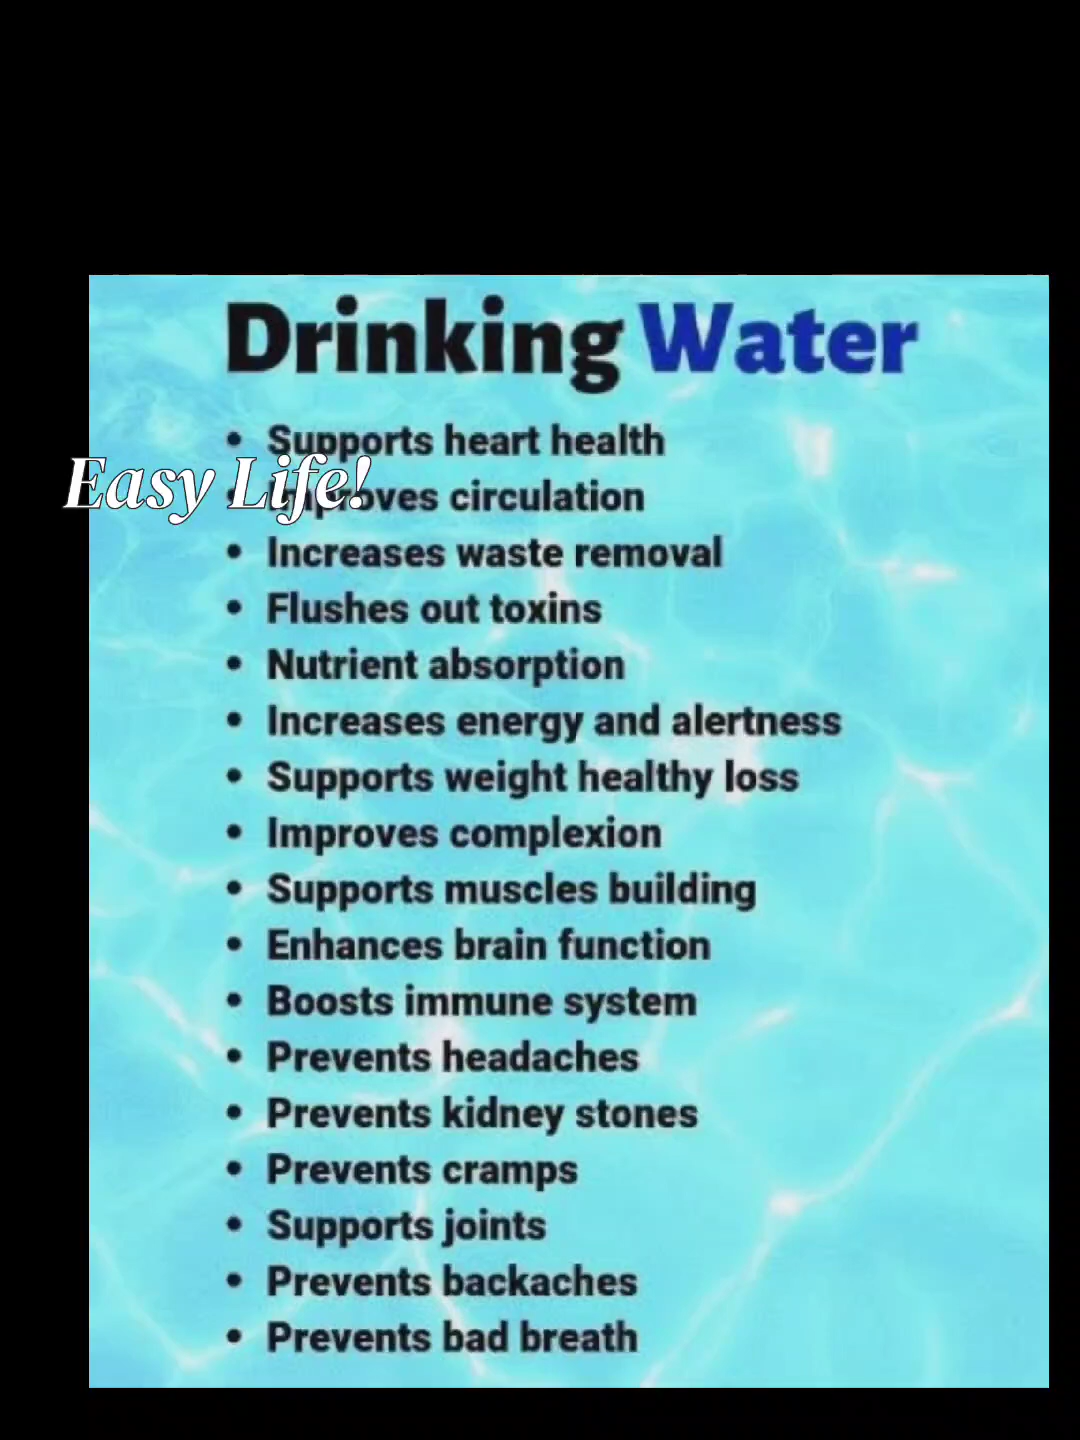 Drinking Water
• Supports heart health
Easy Life!
• Improves circulation
• Increases waste removal
• Flushes out toxins
• Nutrient absorption
• Increases energy and alertness
• Supports weight healthy loss
• Improves complexion
• Supports muscles building
• Enhances brain function
• Boosts immune system
• Prevents headaches
• Prevents kidney stones
• Prevents cramps
• Supports joints
• Prevents backaches
• Prevents bad breath